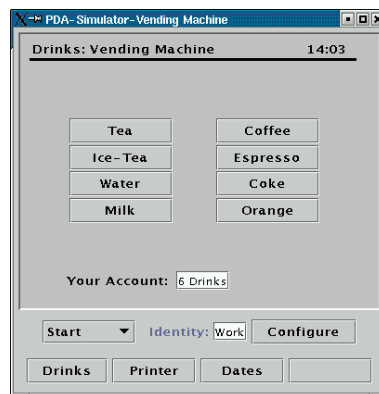 PDA-Simulator-Vending Machine
Drinks: Vending Machine 14:03
Tea Coffee
Ice-Tea Espresso
Water Coke
Milk Orange
Your Account: 6 Drinks
Start Identity: Work Configure
Drinks Printer Dates